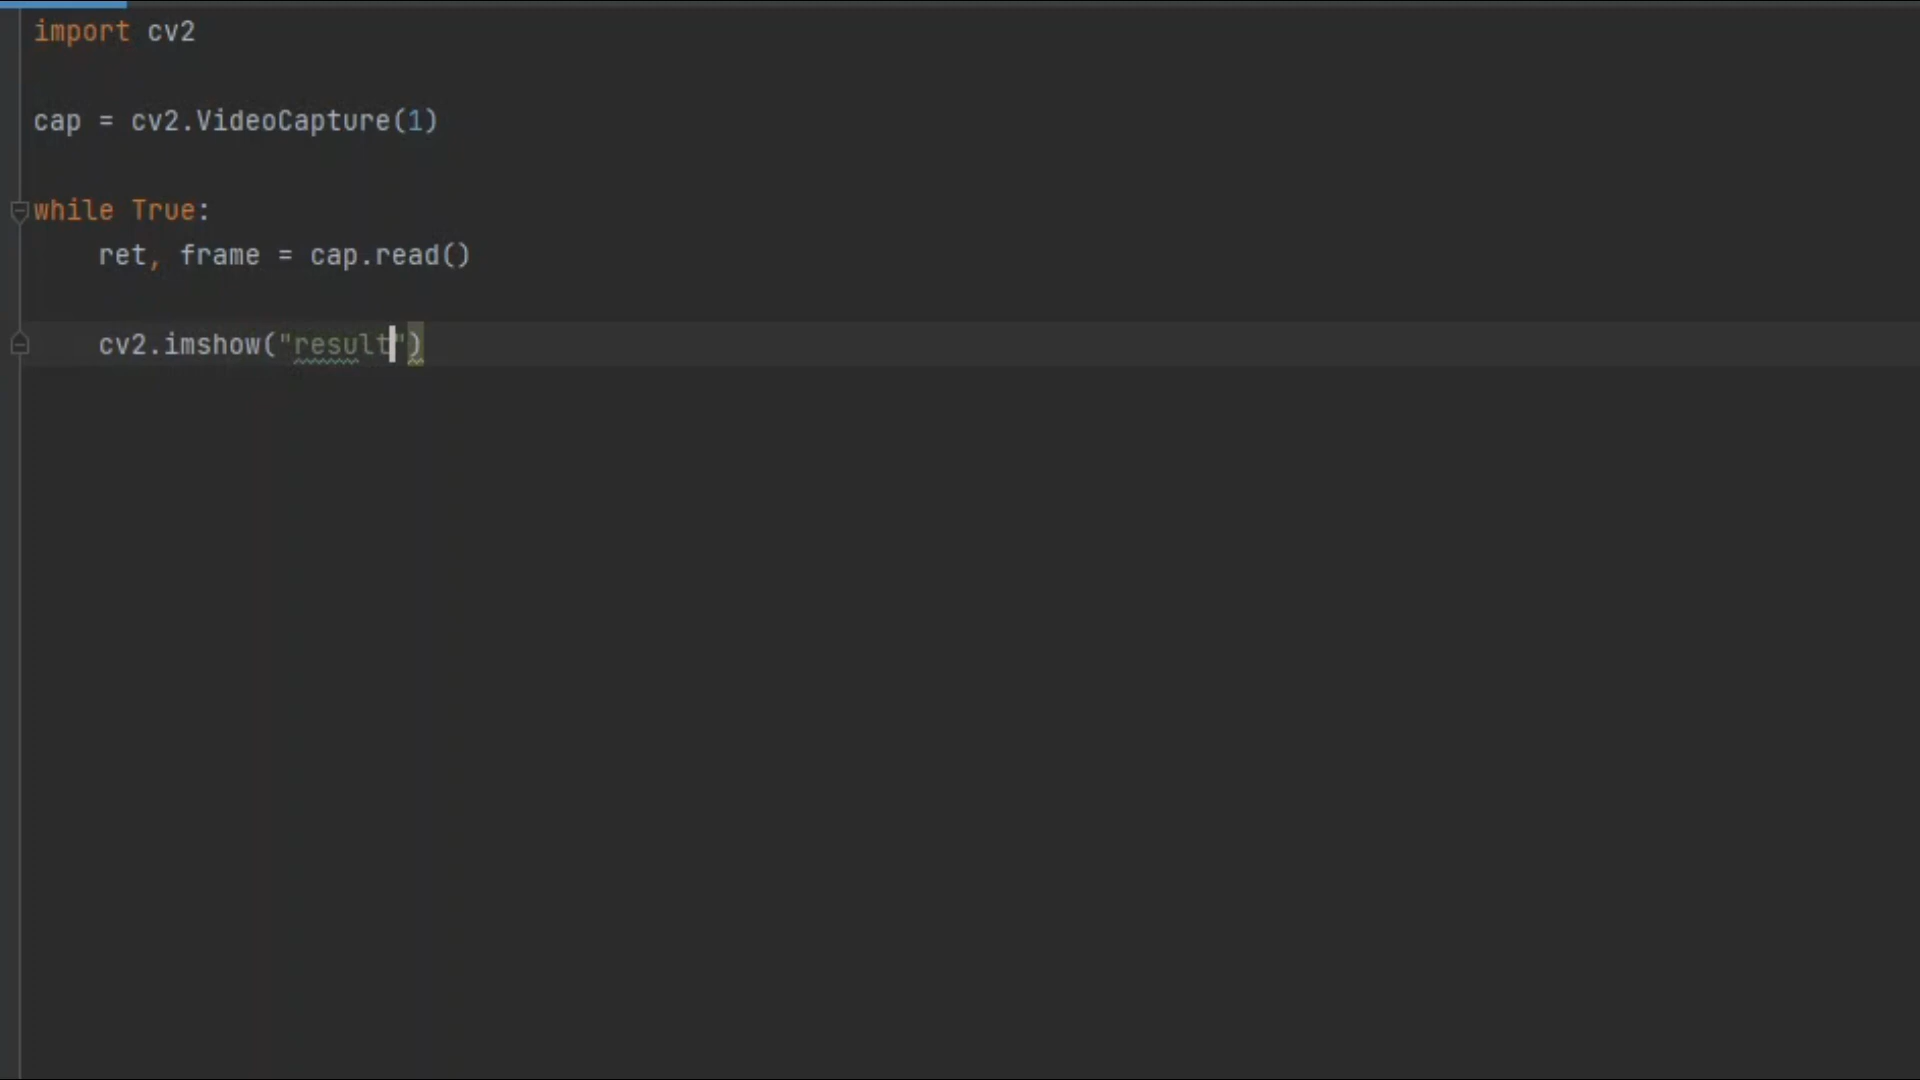 import cv2
cap = cv2.VideoCapture(1)
while True:
    ret, frame = cap.read()
    cv2.imshow("result")